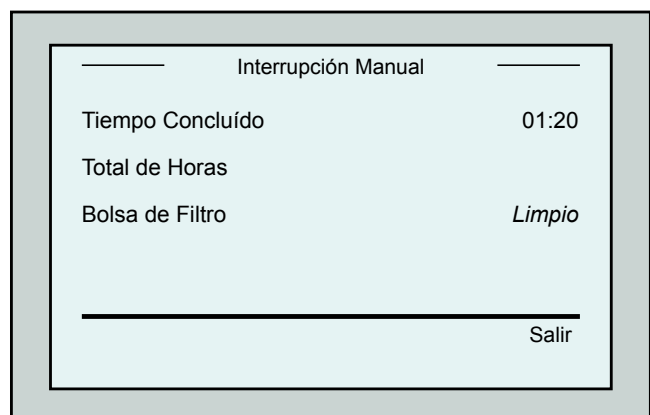 Interrupción Manual
Tiempo Concluído 01:20
Total de Horas
Bolsa de Filtro Limpio
Salir